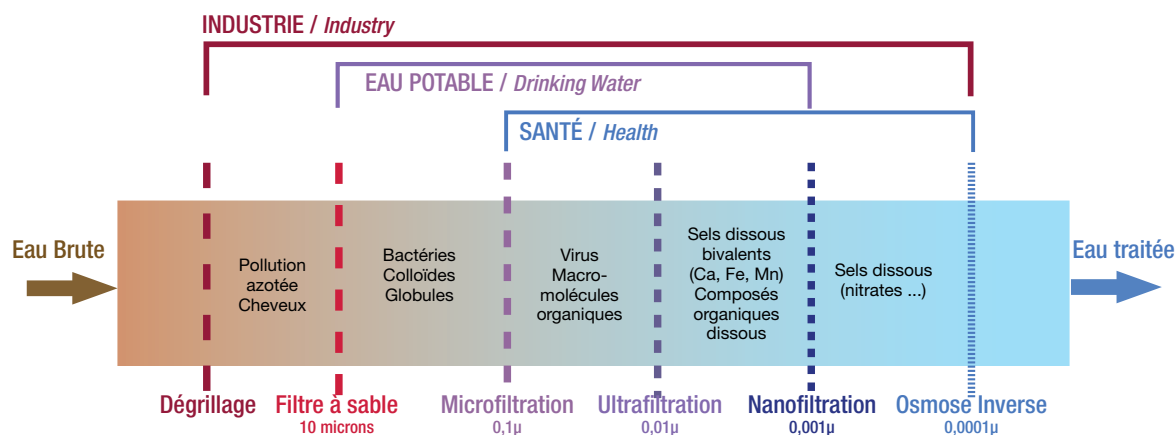 INDUSTRIE / Industry
EAU POTABLE / Drinking Water
SANTÉ / Health
Eau Brute
Pollution
azotée
Cheveux
Bactéries
Colloïdes
Globules
Virus
Macro-
molécules
organiques
Sels dissous
bivalents
(Ca, Fe, Mn)
Composés
organiques
dissous
Sels dissous
(nitrates ...)
Eau traitée
Dégrillage
Filtre à sable
10 microns
Microfiltration
0,1µ
Ultrafiltration
0,01µ
Nanofiltration
0,001µ
Osmose Inverse
0,0001µ